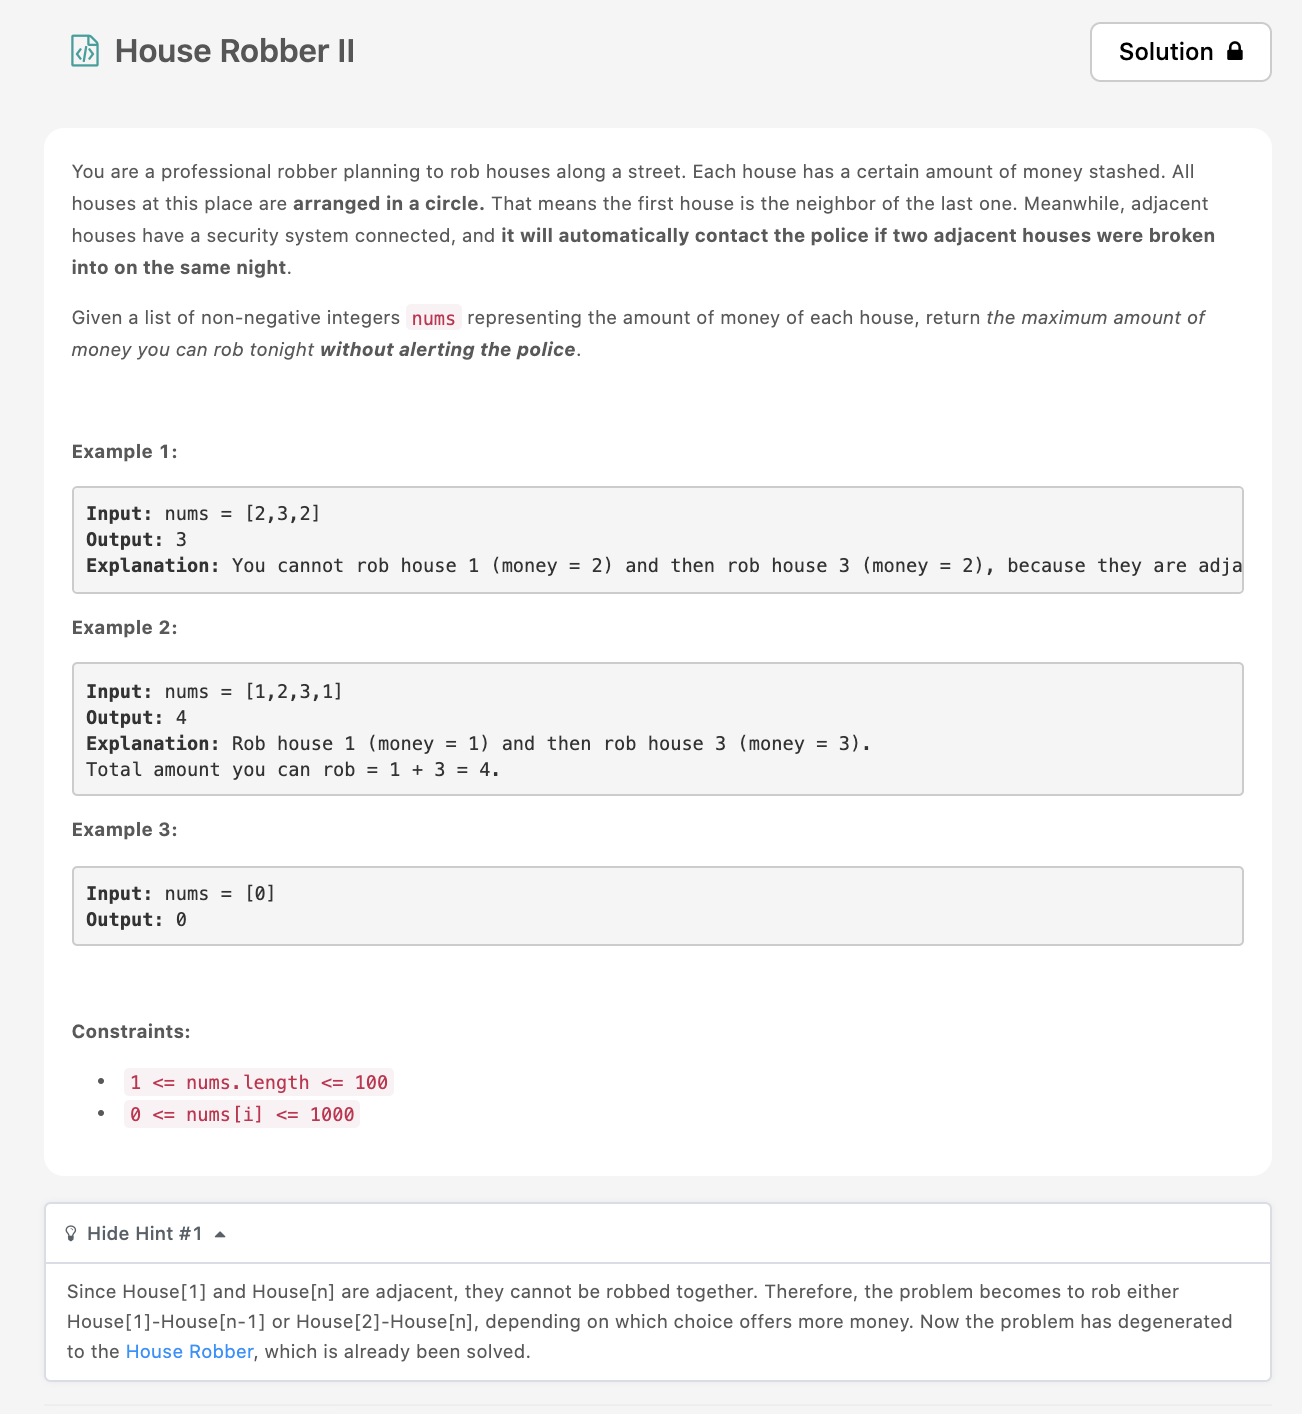 House Robber II
Solution
You are a professional robber planning to rob houses along a street. Each house has a certain amount of money stashed. All
houses at this place are arranged in a circle. That means the first house is the neighbor of the last one. Meanwhile, adjacent
houses have a security system connected, and it will automatically contact the police if two adjacent houses were broken
into on the same night.
Given a list of non-negative integers nums representing the amount of money of each house, return the maximum amount of
money you can rob tonight without alerting the police.
Example 1:
Input: nums = [2,3,2]
Output: 3
Explanation: You cannot rob house 1 (money = 2) and then rob house 3 (money = 2), because they are adja
Example 2:
Input: nums = [1,2,3,1]
Output: 4
Explanation: Rob house 1 (money = 1) and then rob house 3 (money = 3).
Total amount you can rob = 1 + 3 = 4.
Example 3:
Input: nums = [0]
Output: 0
Constraints:
• 1 <= nums.length <= 100
• 0 <= nums[i] <= 1000
Hide Hint #1
Since House[1] and House[n] are adjacent, they cannot be robbed together. Therefore, the problem becomes to rob either
House[1]-House[n-1] or House[2]-House[n], depending on which choice offers more money. Now the problem has degenerated
to the House Robber, which is already been solved.